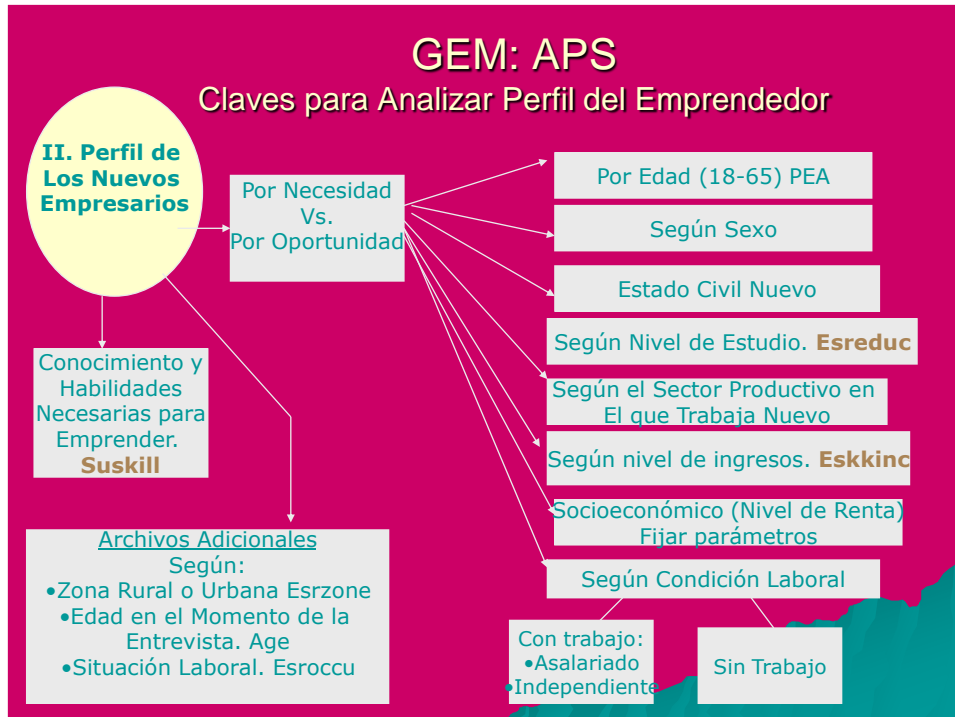 GEM: APS
Claves para Analizar Perfil del Emprendedor
II. Perfil de
Los Nuevos
Empresarios
Por Necesidad
Vs.
Por Oportunidad
Por Edad (18-65) PEA
Según Sexo
Estado Civil Nuevo
Según Nivel de Estudio. Esreduc
Según el Sector Productivo en
El que Trabaja Nuevo
Según nivel de ingresos. Eskkinc
Socioeconómico (Nivel de Renta)
Fijar parámetros
Según Condición Laboral
Con trabajo:
•Asalariado
•Independiente
Sin Trabajo
Conocimiento y
Habilidades
Necesarias para
Emprender.
Suskill
Archivos Adicionales
Según:
•Zona Rural o Urbana Esrzone
•Edad en el Momento de la
Entrevista. Age
•Situación Laboral. Esroccu